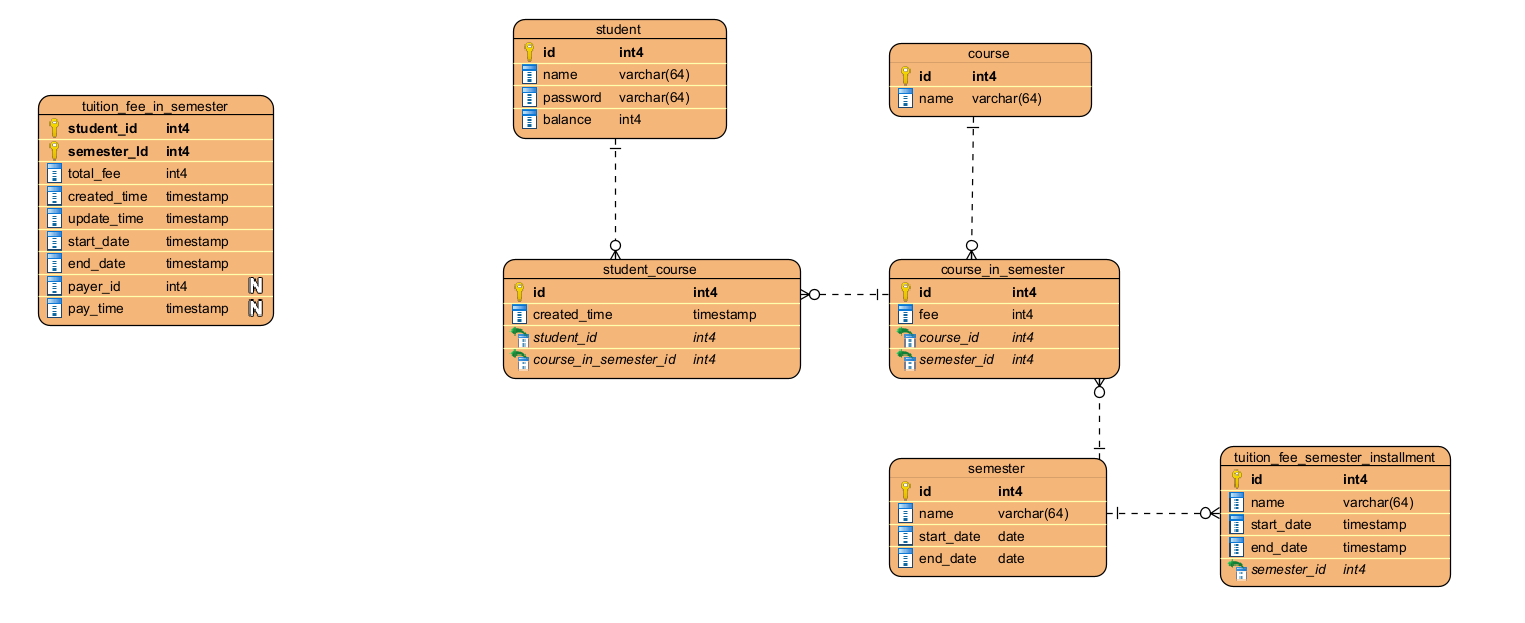 student
id int4
name varchar(64)
password varchar(64)
balance int4
course
id int4
name varchar(64)
tuition_fee_in_semester
student_id int4
semester_Id int4
total_fee int4
created_time timestamp
update_time timestamp
start_date timestamp
end_date timestamp
payer_id int4 N
pay_time timestamp N
student_course
id int4
created_time timestamp
student_id int4
course_in_semester_id int4
course_in_semester
id int4
fee int4
course_id int4
semester_id int4
semester
id int4
name varchar(64)
start_date date
end_date date
tuition_fee_semester_installment
id int4
name varchar(64)
start_date timestamp
end_date timestamp
semester_id int4